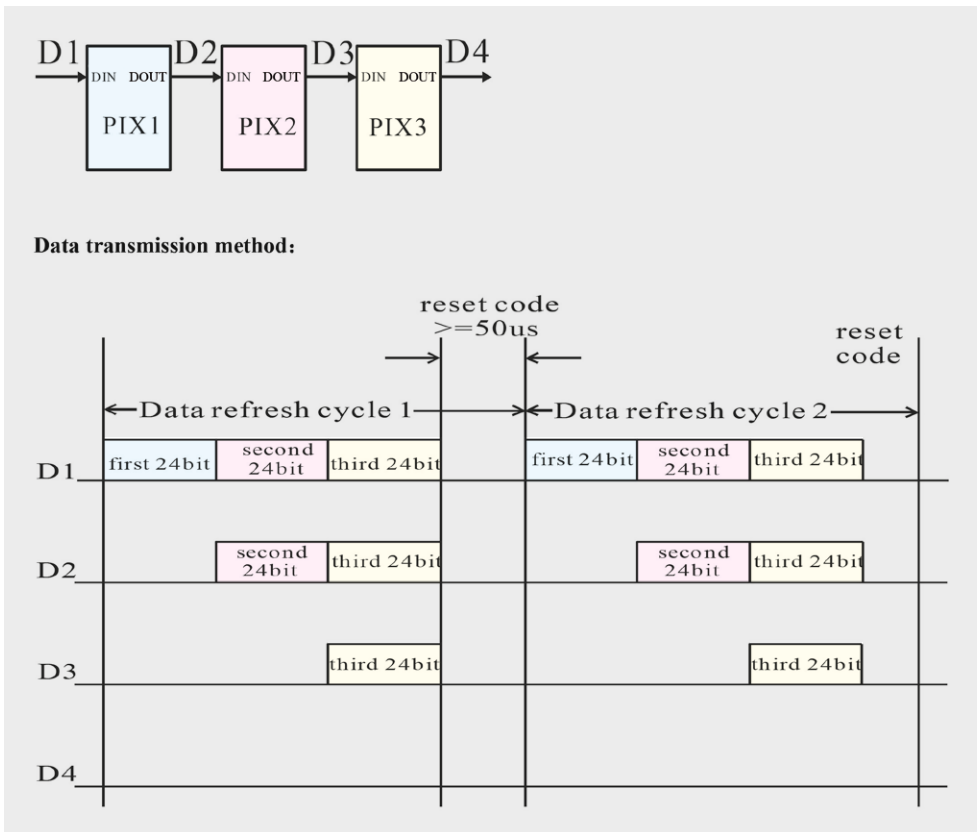 D1 D2 D3 D4
DIN DOUT DIN DOUT DIN DOUT
PIX1 PIX2 PIX3
Data transmission method：
reset code
>=50us
reset
code
Data refresh cycle 1 Data refresh cycle 2
D1 first 24bit second 24bit third 24bit first 24bit second 24bit third 24bit
D2 second 24bit third 24bit second 24bit third 24bit
D3 third 24bit third 24bit
D4